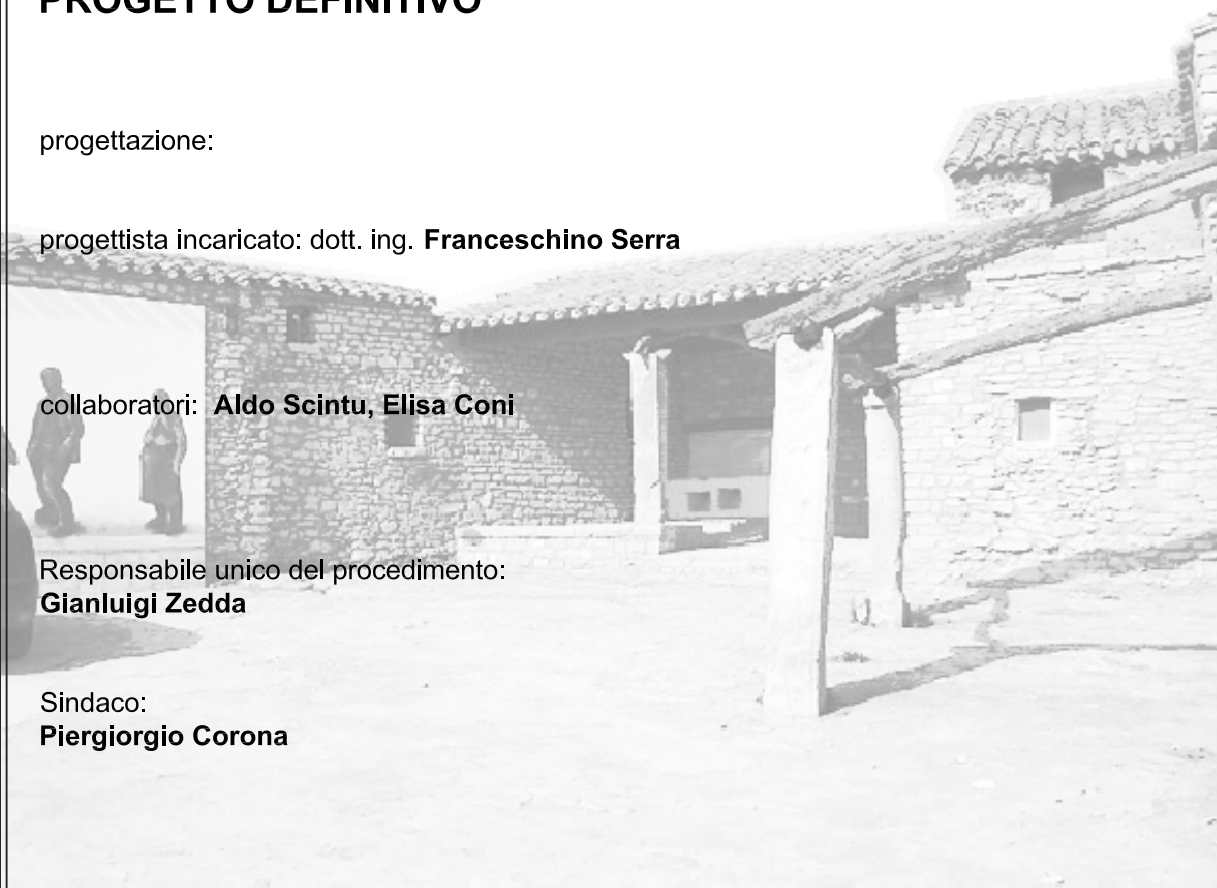 PROGETTO DEFINITIVO
progettazione:
progettista incaricato: dott. ing. Franceschino Serra
collaboratori: Aldo Scintu, Elisa Coni
Responsabile unico del procedimento:
Gianluigi Zedda
Sindaco:
Piergiorgio Corona